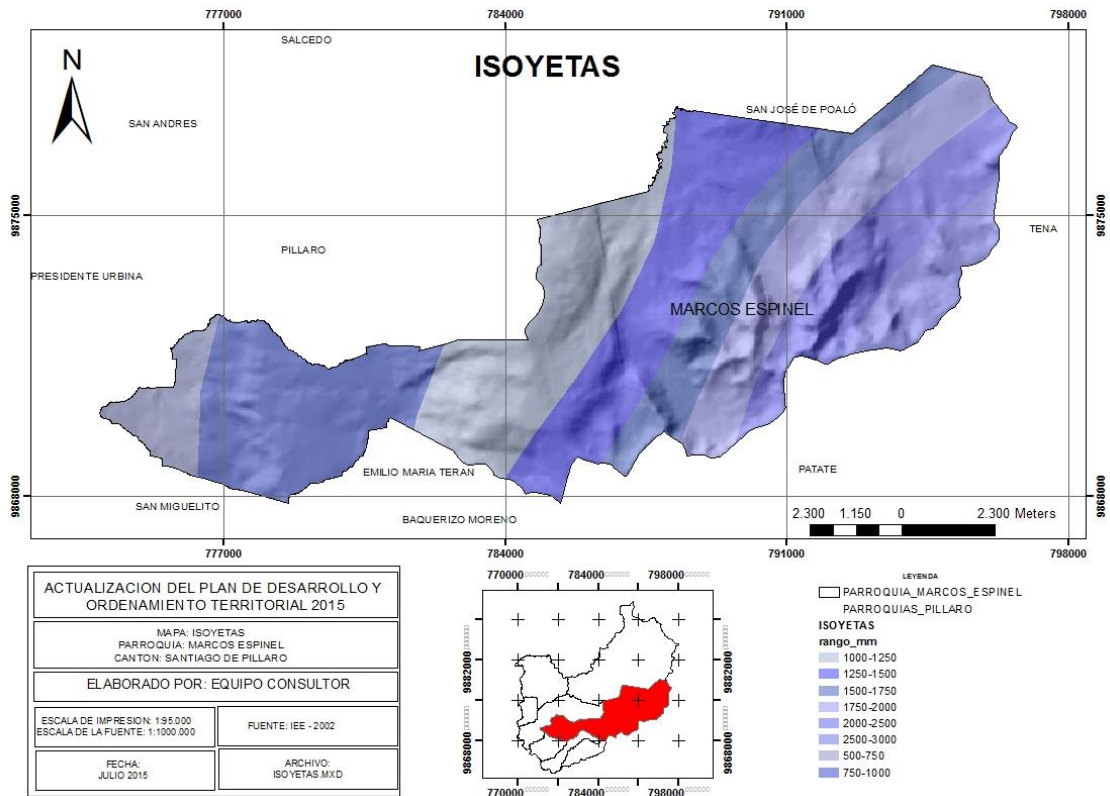 777000 784000 791000 798000
SALCEDO
ISOYETAS
N
SAN JOSÉ DE POALÓ
SAN ANDRES
9875000 9875000
TENA
PILLARO
PRESIDENTE URBINA
MARCOS ESPINEL
EMILIO MARIA TERAN
PATATE
9868000 9868000
SAN MIGUELITO
BAQUERIZO MORENO
2.300 1.150 0 2.300 Meters
777000 784000 791000 798000
ACTUALIZACION DEL PLAN DE DESARROLLO Y
ORDENAMIENTO TERRITORIAL 2015
MAPA: ISOYETAS
PARROQUIA: MARCOS ESPINEL
CANTON: SANTIAGO DE PILLARO
ELABORADO POR: EQUIPO CONSULTOR
ESCALA DE IMPRESION: 1:95.000
ESCALA DE LA FUENTE: 1:1000.000
FUENTE: IEE - 2002
FECHA:
JULIO 2015
ARCHIVO:
ISOYETAS.MXD
770000 784000 798000
9882000 9882000
9868000 9868000
770000 784000 798000
LEYENDA
PARROQUIA_MARCOS_ESPINEL
PARROQUIAS_PILLARO
ISOYETAS
rango_mm
1000-1250
1250-1500
1500-1750
1750-2000
2000-2500
2500-3000
500-750
750-1000